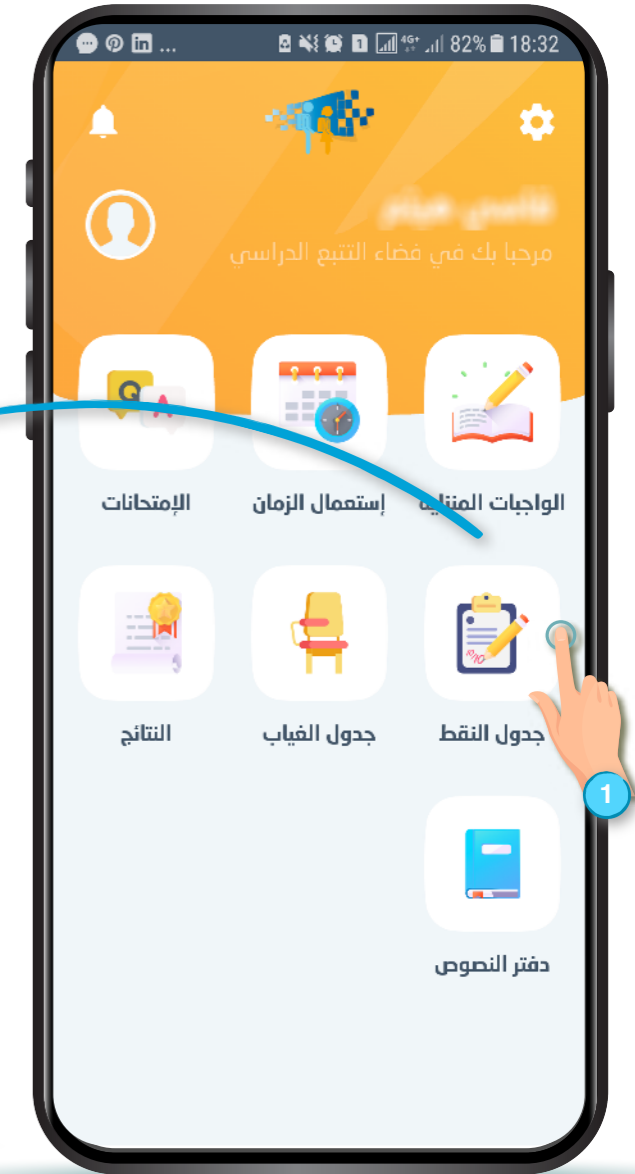 ... 82% 4G+ 18:32
مرحبا بك في فضاء التتبع الدراسي
Q A
الواجبات المنزلية إستعمال الزمان الإمتحانات
جدول النقط جدول الغياب النتائج
1
دفتر النصوص